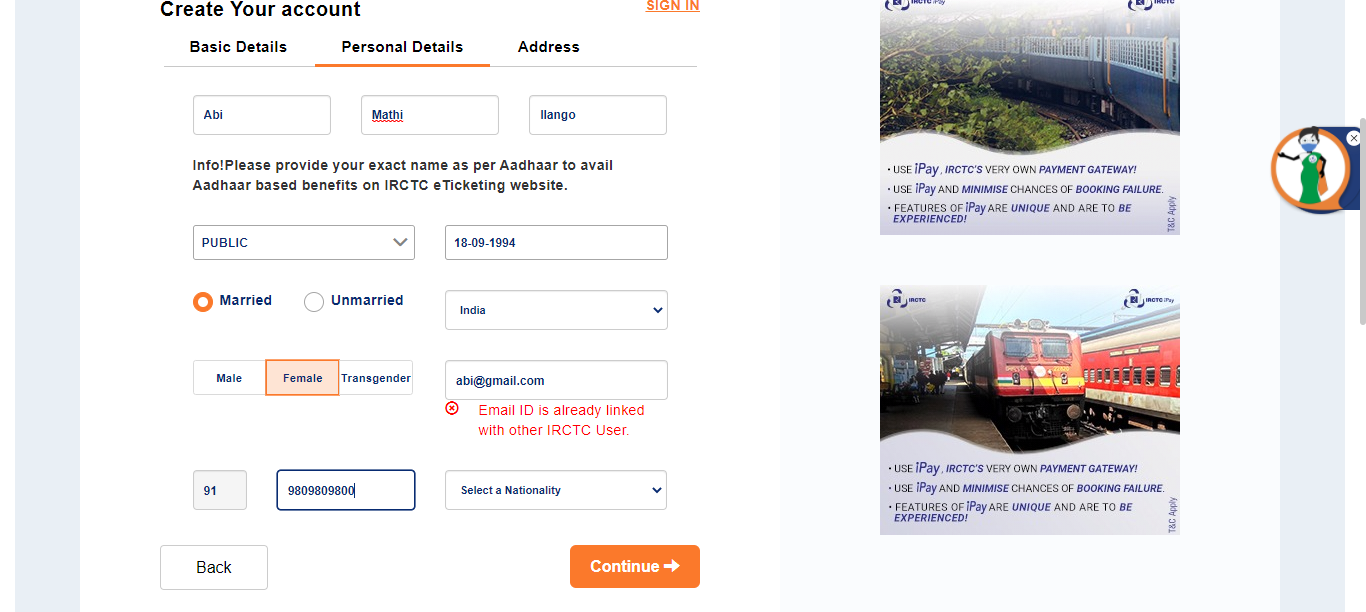 Create Your account
SIGN IN
Basic Details
Personal Details
Address
Abi
Mathi
Ilango
Info!Please provide your exact name as per Aadhaar to avail
Aadhaar based benefits on IRCTC eTicketing website.
PUBLIC
18-09-1994
Married
Unmarried
India
Male
Female
Transgender
abi@gmail.com
Email ID is already linked
with other IRCTC User.
91
9809809800
Select a Nationality
Back
Continue
IRCTC iPay
IRCTC
• USE iPay, IRCTC'S VERY OWN PAYMENT GATEWAY!
• USE iPay AND MINIMISE CHANCES OF BOOKING FAILURE.
• FEATURES OF iPay ARE UNIQUE AND ARE TO BE
EXPERIENCED!
T&C Apply
IRCTC
IRCTC iPay
• USE iPay, IRCTC'S VERY OWN PAYMENT GATEWAY!
• USE iPay AND MINIMISE CHANCES OF BOOKING FAILURE.
• FEATURES OF iPay ARE UNIQUE AND ARE TO BE
EXPERIENCED!
T&C Apply